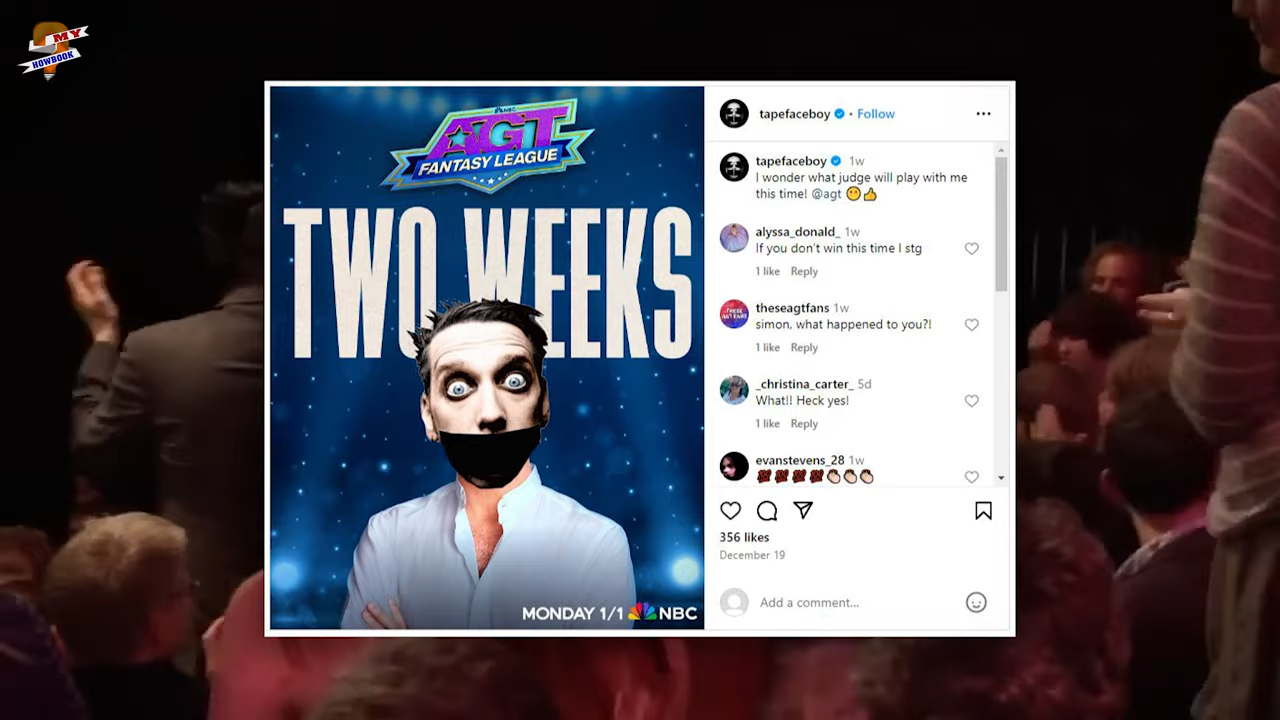 MY
HOWBOOK
NBC
AGT
FANTASY LEAGUE
TWO WEEKS
MONDAY 1/1 NBC
tapefaceboy • Follow
tapefaceboy 1w
I wonder what judge will play with me
this time! @agt 😶👍
alyssa_donald_ 1w
If you don't win this time I stg
1 like Reply
theseagtfans 1w
simon, what happened to you?!
1 like Reply
_christina_carter_ 5d
What!! Heck yes!
1 like Reply
evanstevens_28 1w
💯💯💯💯👏🏻👏🏻👏🏻
356 likes
December 19
Add a comment...